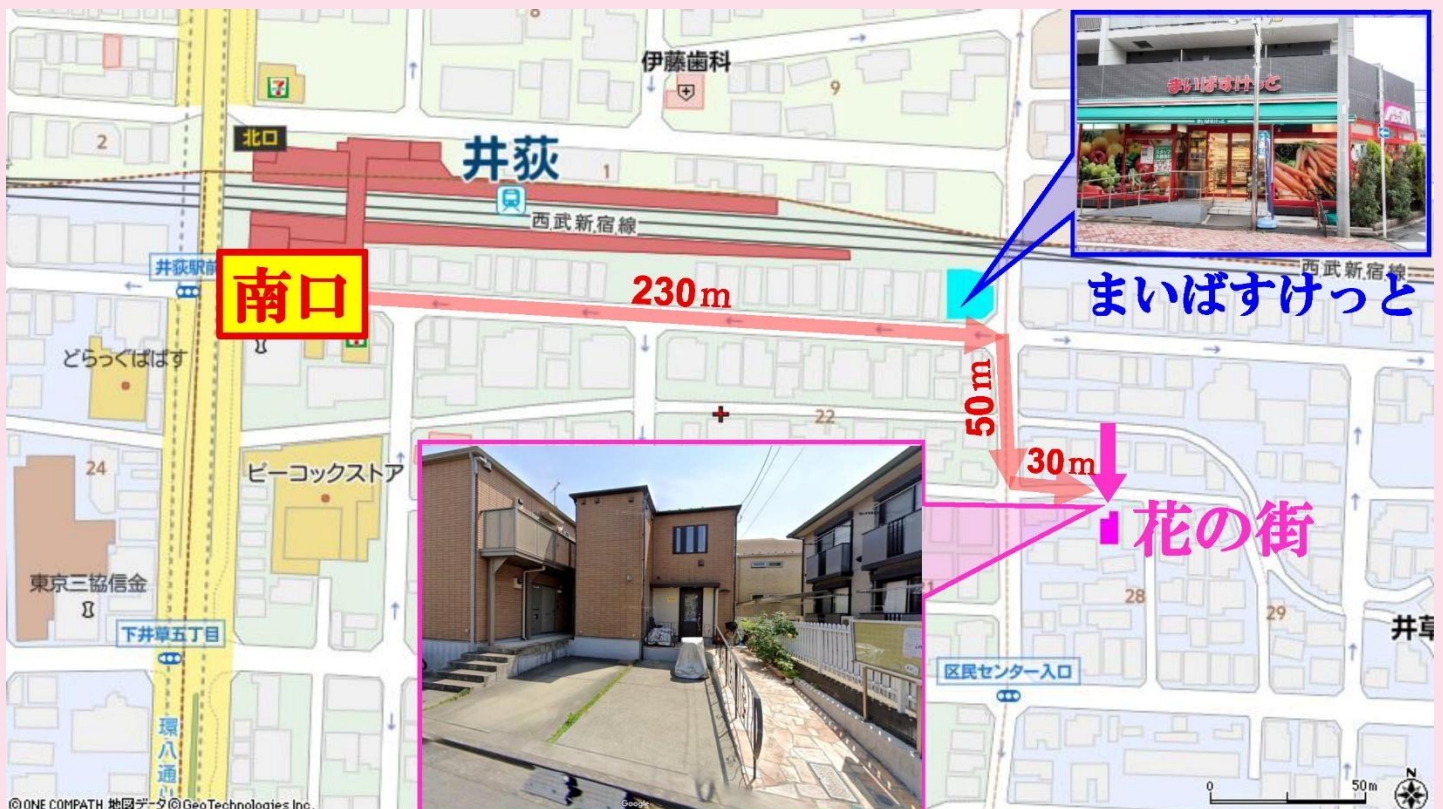 8
伊藤歯科
9
まいばすけっと
北口
2
井荻
1
西武新宿線
井荻駅前
南口
230m
西武新宿線
まいばすけっと
どらっぐぱぱす
50m
22
24
ピーコックストア
30m
花の街
東京三協信金
28
29
井草
下井草五丁目
区民センター入口
環八通り
Google
0
50m
N
©ONE COMPATH 地図データ©GeoTechnologies Inc.